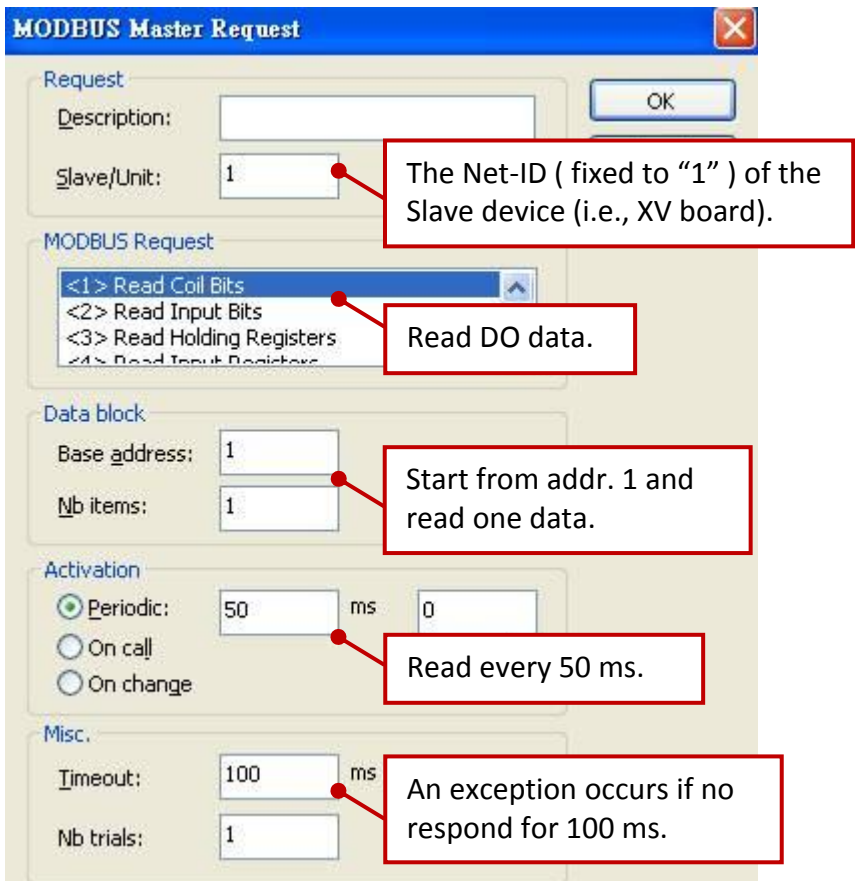 MODBUS Master Request
Request
OK
Description:
Slave/Unit:
1
The Net-ID ( fixed to “1” ) of the
Slave device (i.e., XV board).
MODBUS Request
<1> Read Coil Bits
<2> Read Input Bits
<3> Read Holding Registers
<4> Read Input Registers
Read DO data.
Data block
Base address:
1
Nb items:
1
Start from addr. 1 and
read one data.
Activation
Periodic:
50
ms
0
On call
On change
Read every 50 ms.
Misc.
Timeout:
100
ms
Nb trials:
1
An exception occurs if no
respond for 100 ms.